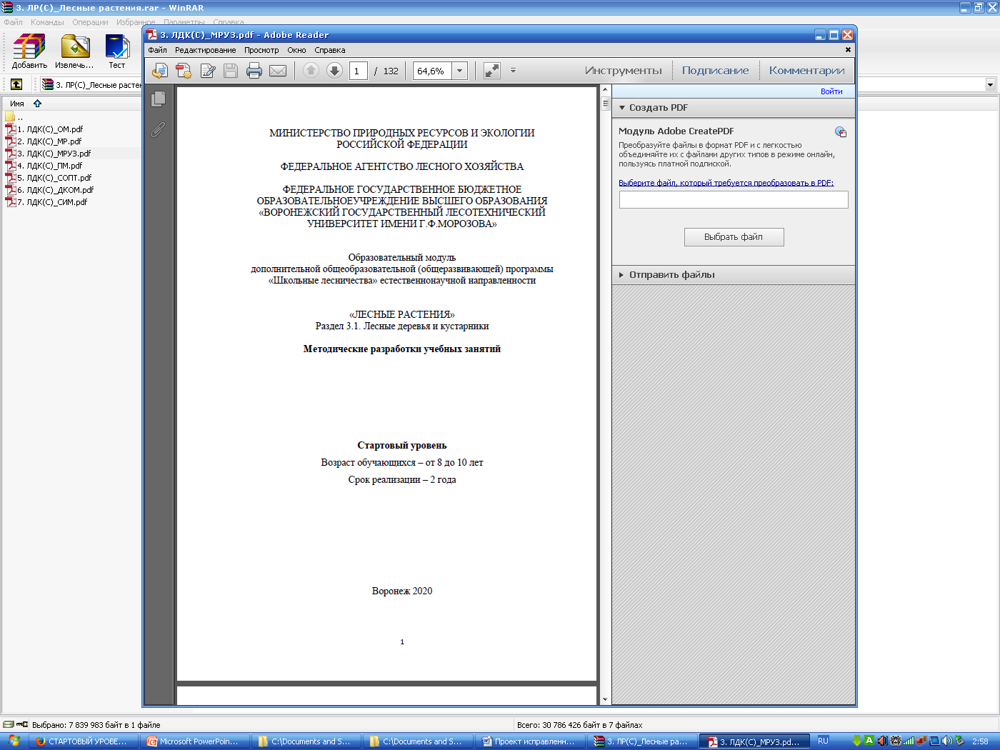 3. ЛР(С)_Лесные растения.rar - WinRAR
Файл Команды Операции Избранное Параметры Справка
Добавить Извлечь... Тест
3. ЛР(С)_Лесные растен
Имя
..
1. ЛДК(С)_ОМ.pdf
2. ЛДК(С)_МР.pdf
3. ЛДК(С)_МРУЗ.pdf
4. ЛДК(С)_ПМ.pdf
5. ЛДК(С)_СОПТ.pdf
6. ЛДК(С)_ДКОМ.pdf
7. ЛДК(С)_СИМ.pdf
3. ЛДК(С)_МРУЗ.pdf - Adobe Reader
Файл Редактирование Просмотр Окно Справка
1 / 132 64,6% Инструменты Подписание Комментарии
МИНИСТЕРСТВО ПРИРОДНЫХ РЕСУРСОВ И ЭКОЛОГИИ
РОССИЙСКОЙ ФЕДЕРАЦИИ
ФЕДЕРАЛЬНОЕ АГЕНТСТВО ЛЕСНОГО ХОЗЯЙСТВА
ФЕДЕРАЛЬНОЕ ГОСУДАРСТВЕННОЕ БЮДЖЕТНОЕ
ОБРАЗОВАТЕЛЬНОЕУЧРЕЖДЕНИЕ ВЫСШЕГО ОБРАЗОВАНИЯ
«ВОРОНЕЖСКИЙ ГОСУДАРСТВЕННЫЙ ЛЕСОТЕХНИЧЕСКИЙ
УНИВЕРСИТЕТ ИМЕНИ Г.Ф.МОРОЗОВА»
Образовательный модуль
дополнительной общеобразовательной (общеразвивающей) программы
«Школьные лесничества» естественнонаучной направленности
«ЛЕСНЫЕ РАСТЕНИЯ»
Раздел 3.1. Лесные деревья и кустарники
Методические разработки учебных занятий
Стартовый уровень
Возраст обучающихся – от 8 до 10 лет
Срок реализации – 2 года
Воронеж 2020
1
Войти
Создать PDF
Модуль Adobe CreatePDF
Преобразуйте файлы в формат PDF и с легкостью
объединяйте их с файлами других типов в режиме онлайн,
пользуясь платной подпиской.
Выберите файл, который требуется преобразовать в PDF:
Выбрать файл
Отправить файлы
Выбрано: 7 839 983 байт в 1 файле
Всего: 30 786 426 байт в 7 файлах
СТАРТОВЫЙ УРОВЕ... Microsoft PowerPoin... C:\Documents and S... C:\Documents and S... Проект исправленн... 3. ЛР(С)_Лесные ра... 3. ЛДК(С)_МРУЗ.pd... RU 2:58